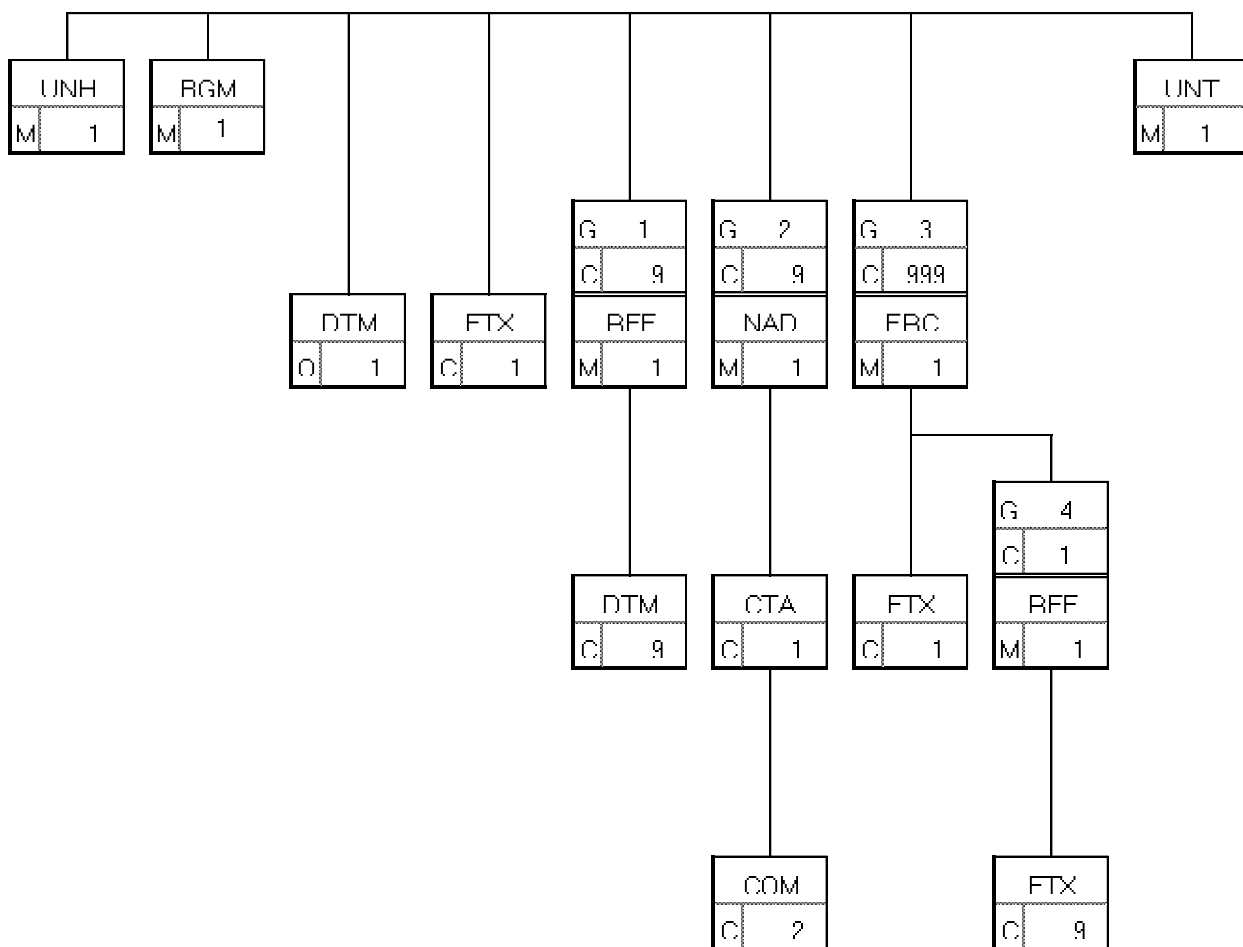 UNH
M 1
BGM
M 1
UNT
M 1
G 1
C 9
G 2
C 9
G 3
C 999
DTM
O 1
FTX
C 1
RFF
M 1
NAD
M 1
ERC
M 1
G 4
C 1
DTM
C 9
CTA
C 1
FTX
C 1
RFF
M 1
COM
C 2
FTX
C 9